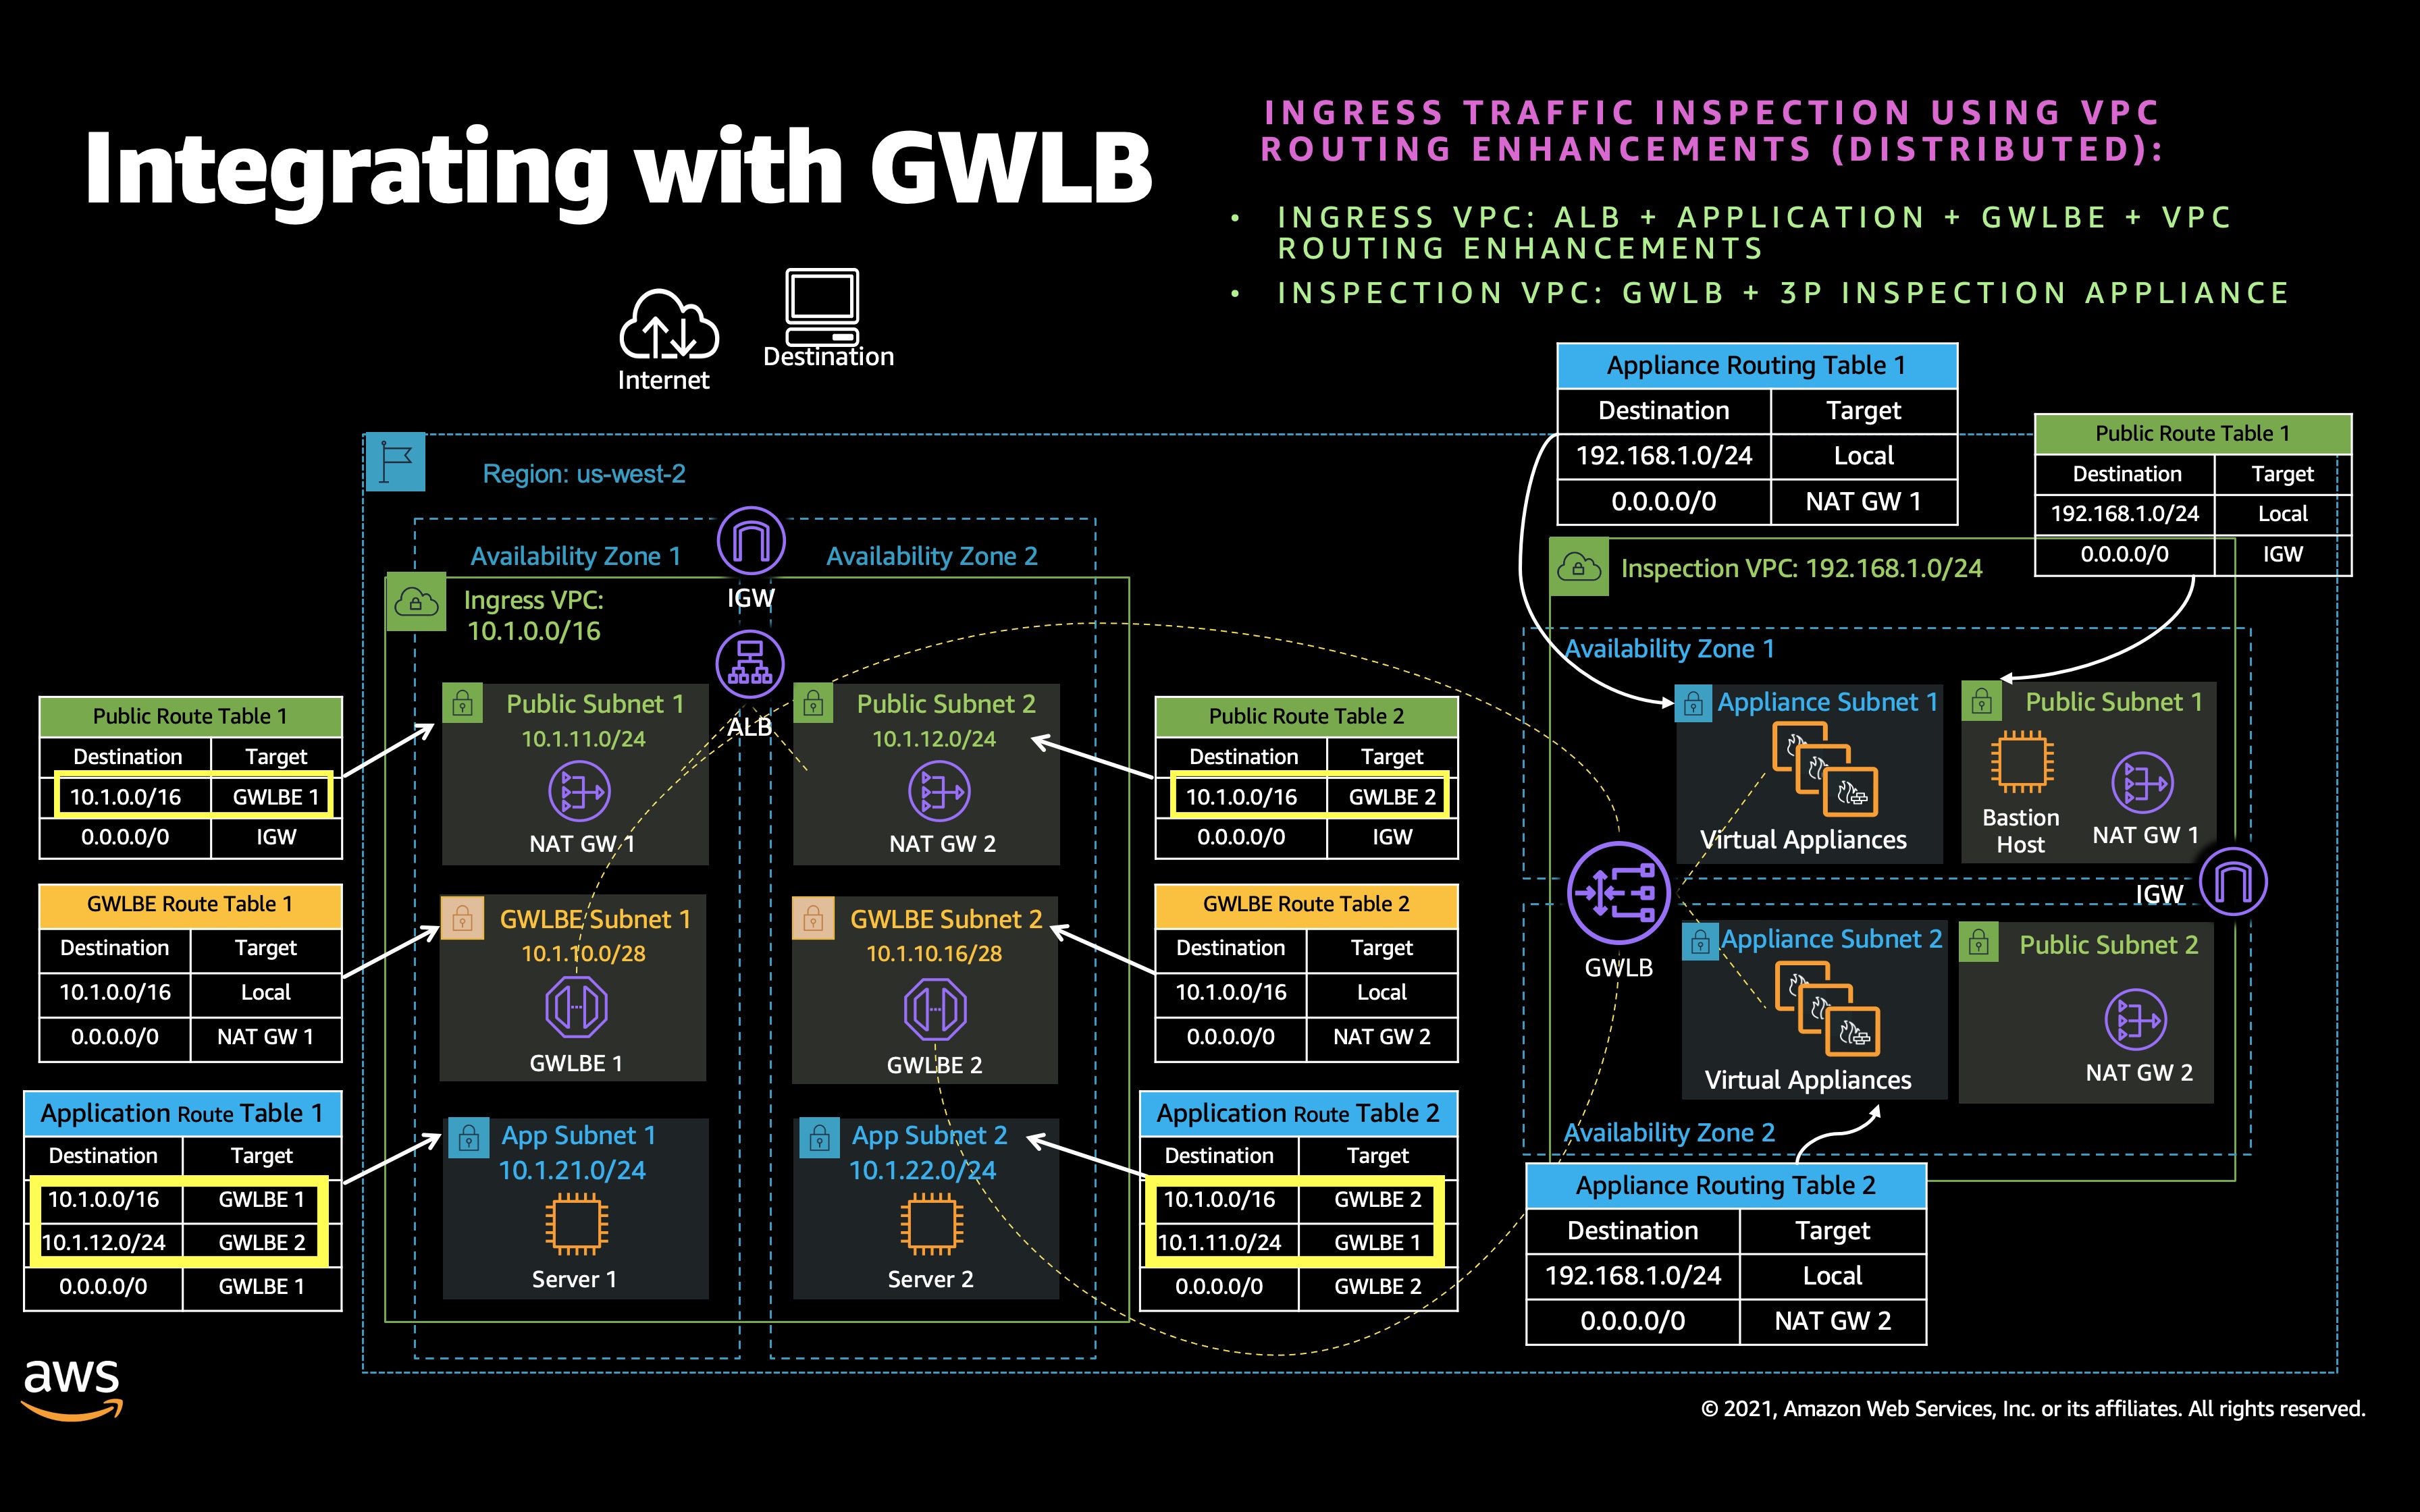 Integrating with GWLB
INGRESS TRAFFIC INSPECTION USING VPC
ROUTING ENHANCEMENTS (DISTRIBUTED):
• INGRESS VPC: ALB + APPLICATION + GWLBE + VPC
ROUTING ENHANCEMENTS
• INSPECTION VPC: GWLB + 3P INSPECTION APPLIANCE
Internet
Destination
Appliance Routing Table 1
Destination Target
192.168.1.0/24 Local
0.0.0.0/0 NAT GW 1
Public Route Table 1
Destination Target
192.168.1.0/24 Local
0.0.0.0/0 IGW
Region: us-west-2
Availability Zone 1
Availability Zone 2
IGW
Ingress VPC:
10.1.0.0/16
ALB
Public Subnet 1
10.1.11.0/24
NAT GW 1
Public Subnet 2
10.1.12.0/24
NAT GW 2
GWLBE Subnet 1
10.1.10.0/28
GWLBE 1
GWLBE Subnet 2
10.1.10.16/28
GWLBE 2
App Subnet 1
10.1.21.0/24
Server 1
App Subnet 2
10.1.22.0/24
Server 2
Public Route Table 1
Destination Target
10.1.0.0/16 GWLBE 1
0.0.0.0/0 IGW
GWLBE Route Table 1
Destination Target
10.1.0.0/16 Local
0.0.0.0/0 NAT GW 1
Application Route Table 1
Destination Target
10.1.0.0/16 GWLBE 1
10.1.12.0/24 GWLBE 2
0.0.0.0/0 GWLBE 1
Public Route Table 2
Destination Target
10.1.0.0/16 GWLBE 2
0.0.0.0/0 IGW
GWLBE Route Table 2
Destination Target
10.1.0.0/16 Local
0.0.0.0/0 NAT GW 2
Application Route Table 2
Destination Target
10.1.0.0/16 GWLBE 2
10.1.11.0/24 GWLBE 1
0.0.0.0/0 GWLBE 2
Inspection VPC: 192.168.1.0/24
Availability Zone 1
Appliance Subnet 1
Virtual Appliances
Public Subnet 1
Bastion
Host
NAT GW 1
IGW
GWLB
Appliance Subnet 2
Virtual Appliances
Public Subnet 2
NAT GW 2
Availability Zone 2
Appliance Routing Table 2
Destination Target
192.168.1.0/24 Local
0.0.0.0/0 NAT GW 2
aws
© 2021, Amazon Web Services, Inc. or its affiliates. All rights reserved.